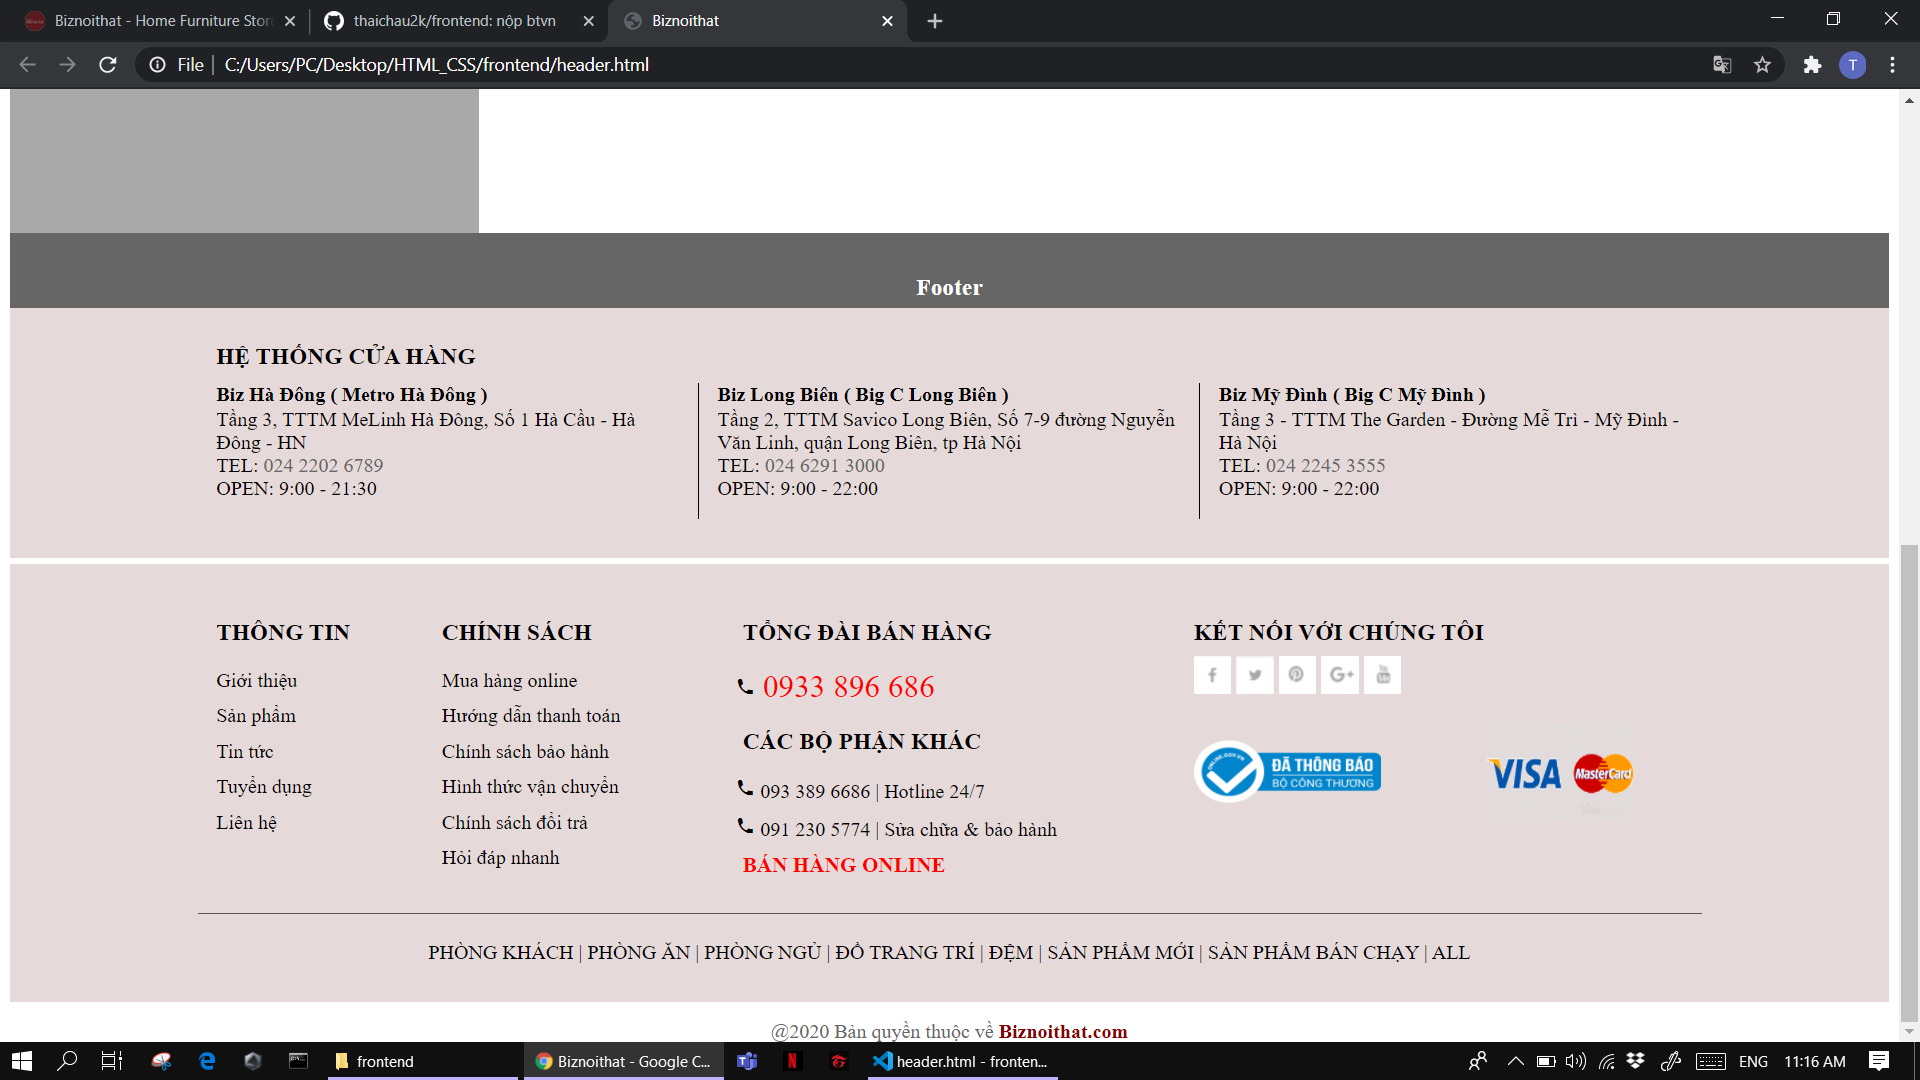 Biznoithat - Home Furniture Stor
thaichau2k/frontend: nộp btvn
Biznoithat
File
C:/Users/PC/Desktop/HTML_CSS/frontend/header.html
T
Footer
HỆ THỐNG CỬA HÀNG
Biz Hà Đông ( Metro Hà Đông )
Tầng 3, TTTM MeLinh Hà Đông, Số 1 Hà Cầu - Hà
Đông - HN
TEL: 024 2202 6789
OPEN: 9:00 - 21:30
Biz Long Biên ( Big C Long Biên )
Tầng 2, TTTM Savico Long Biên, Số 7-9 đường Nguyễn
Văn Linh, quận Long Biên, tp Hà Nội
TEL: 024 6291 3000
OPEN: 9:00 - 22:00
Biz Mỹ Đình ( Big C Mỹ Đình )
Tầng 3 - TTTM The Garden - Đường Mễ Trì - Mỹ Đình -
Hà Nội
TEL: 024 2245 3555
OPEN: 9:00 - 22:00
THÔNG TIN
Giới thiệu
Sản phẩm
Tin tức
Tuyển dụng
Liên hệ
CHÍNH SÁCH
Mua hàng online
Hướng dẫn thanh toán
Chính sách bảo hành
Hình thức vận chuyển
Chính sách đổi trả
Hỏi đáp nhanh
TỔNG ĐÀI BÁN HÀNG
0933 896 686
CÁC BỘ PHẬN KHÁC
093 389 6686 | Hotline 24/7
091 230 5774 | Sửa chữa & bảo hành
BÁN HÀNG ONLINE
KẾT NỐI VỚI CHÚNG TÔI
ONLINE.GOV.VN
ĐÃ THÔNG BÁO
BỘ CÔNG THƯƠNG
VISA
MasterCard
PHÒNG KHÁCH | PHÒNG ĂN | PHÒNG NGỦ | ĐỒ TRANG TRÍ | ĐỆM | SẢN PHẨM MỚI | SẢN PHẨM BÁN CHẠY | ALL
@2020 Bản quyền thuộc về Biznoithat.com
frontend
Biznoithat - Google C...
header.html - fronten...
ENG
11:16 AM